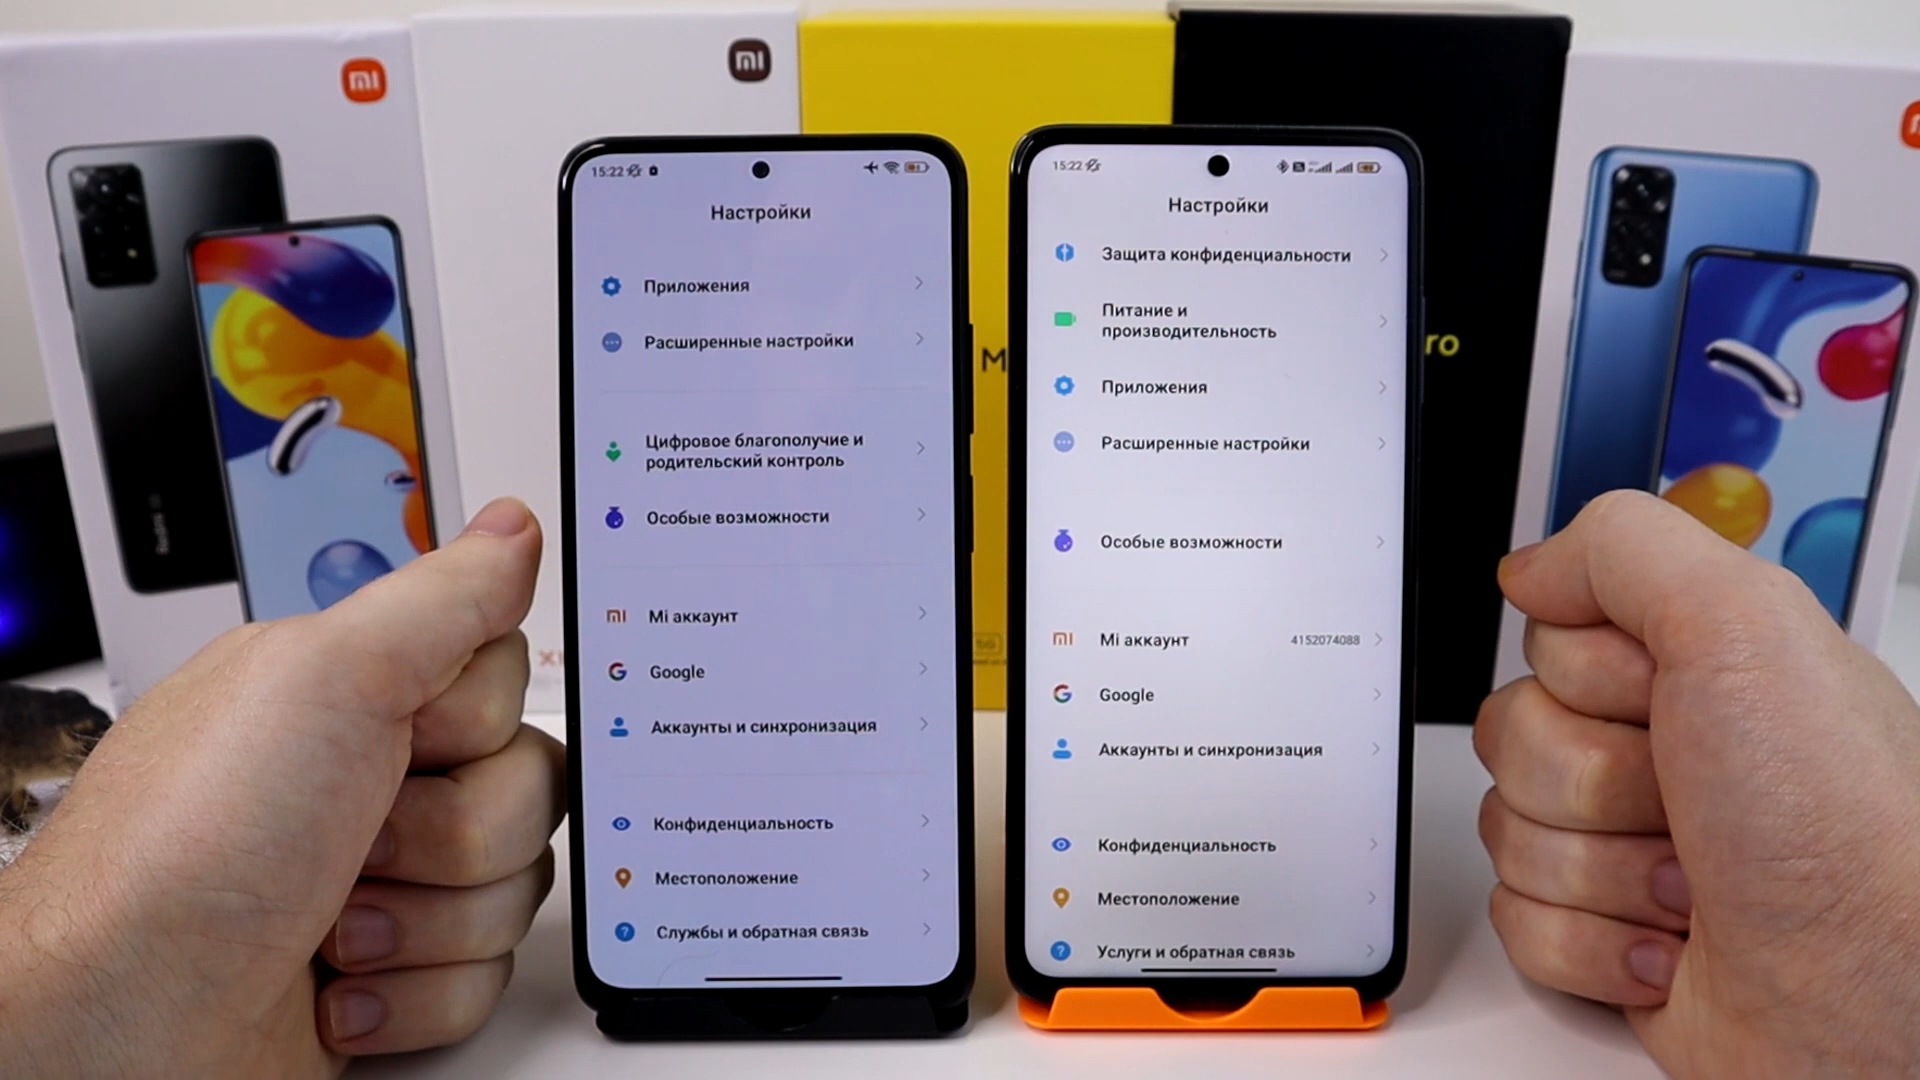 15:22
Настройки
Приложения
Расширенные настройки
Цифровое благополучие и
родительский контроль
Особые возможности
Mi аккаунт
Google
Аккаунты и синхронизация
Конфиденциальность
Местоположение
Службы и обратная связь
15:22
Настройки
Защита конфиденциальности
Питание и
производительность
Приложения
Расширенные настройки
Особые возможности
Mi аккаунт
4152074088
Google
Аккаунты и синхронизация
Конфиденциальность
Местоположение
Услуги и обратная связь
mi
mi
M
ro
5G